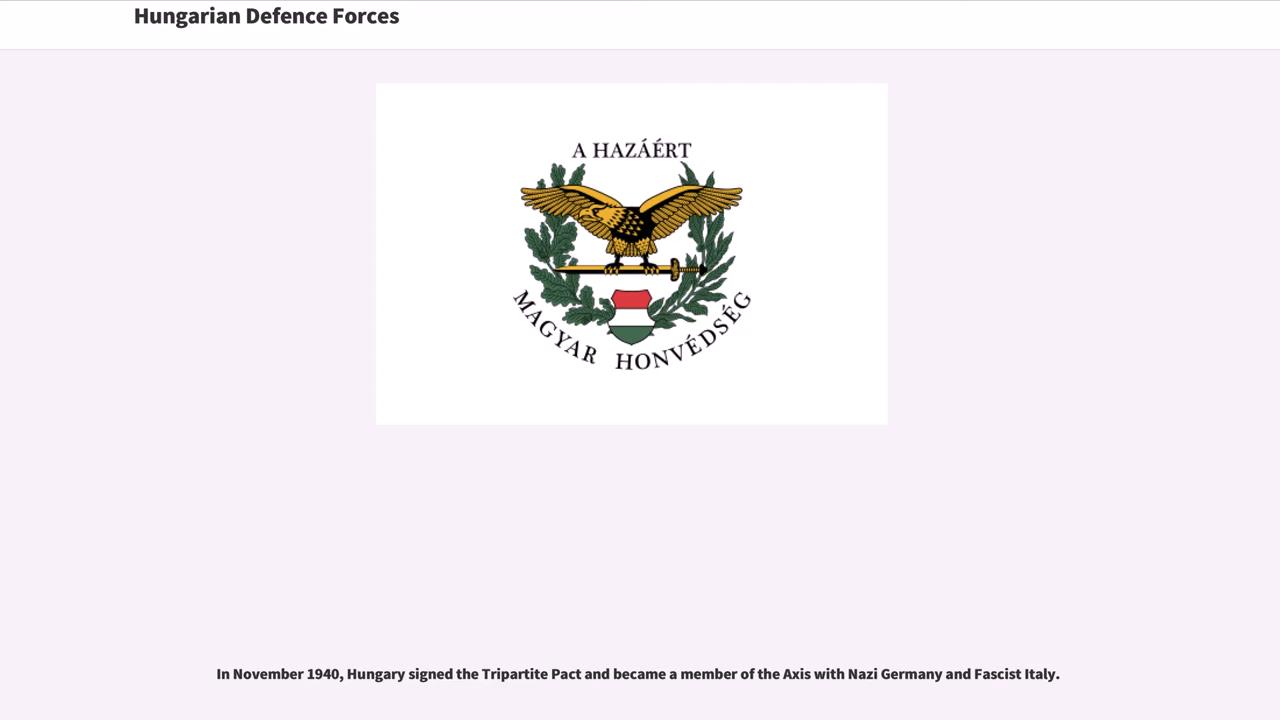 Hungarian Defence Forces
A HAZÁÉRT
MAGYAR HONVÉDSÉG
In November 1940, Hungary signed the Tripartite Pact and became a member of the Axis with Nazi Germany and Fascist Italy.